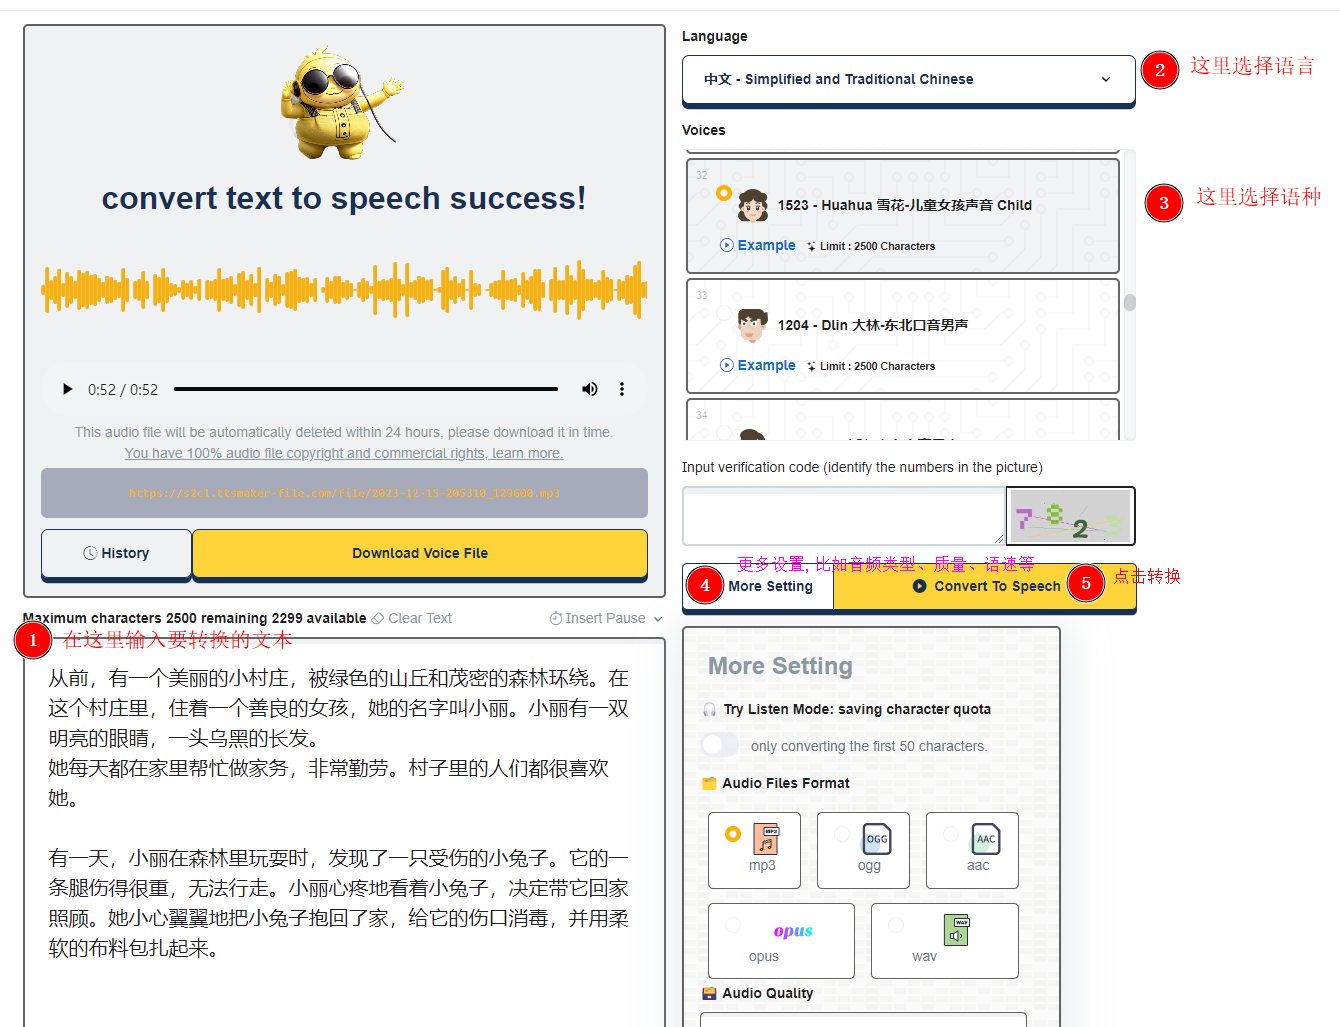 convert text to speech success!
0:52 / 0:52
This audio file will be automatically deleted within 24 hours, please download it in time.
You have 100% audio file copyright and commercial rights, learn more.
https://s2c1.ttsmaker-file.com/file/2023-12-15-205310_129600.mp3
History
Download Voice File
Maximum characters 2500 remaining 2299 available
Clear Text
Insert Pause
1 在这里输入要转换的文本
从前，有一个美丽的小村庄，被绿色的山丘和茂密的森林环绕。在
这个村庄里，住着一个善良的女孩，她的名字叫小丽。小丽有一双
明亮的眼睛，一头乌黑的长发。
她每天都在家里帮忙做家务，非常勤劳。村子里的人们都很喜欢
她。
有一天，小丽在森林里玩耍时，发现了一只受伤的小兔子。它的一
条腿伤得很重，无法行走。小丽心疼地看着小兔子，决定带它回家
照顾。她小心翼翼地把小兔子抱回了家，给它的伤口消毒，并用柔
软的布料包扎起来。
Language
中文 - Simplified and Traditional Chinese
2 这里选择语言
Voices
32
1523 - Huahua 雪花-儿童女孩声音 Child
Example
Limit : 2500 Characters
3 这里选择语种
33
1204 - Dlin 大林-东北口音男声
Example
Limit : 2500 Characters
34
Input verification code (identify the numbers in the picture)
7 8 2
更多设置, 比如音频类型、质量、语速等
4 More Setting
Convert To Speech
5 点击转换
More Setting
Try Listen Mode: saving character quota
only converting the first 50 characters.
Audio Files Format
MP3
mp3
OGG
ogg
AAC
aac
opus
opus
WAV
wav
Audio Quality